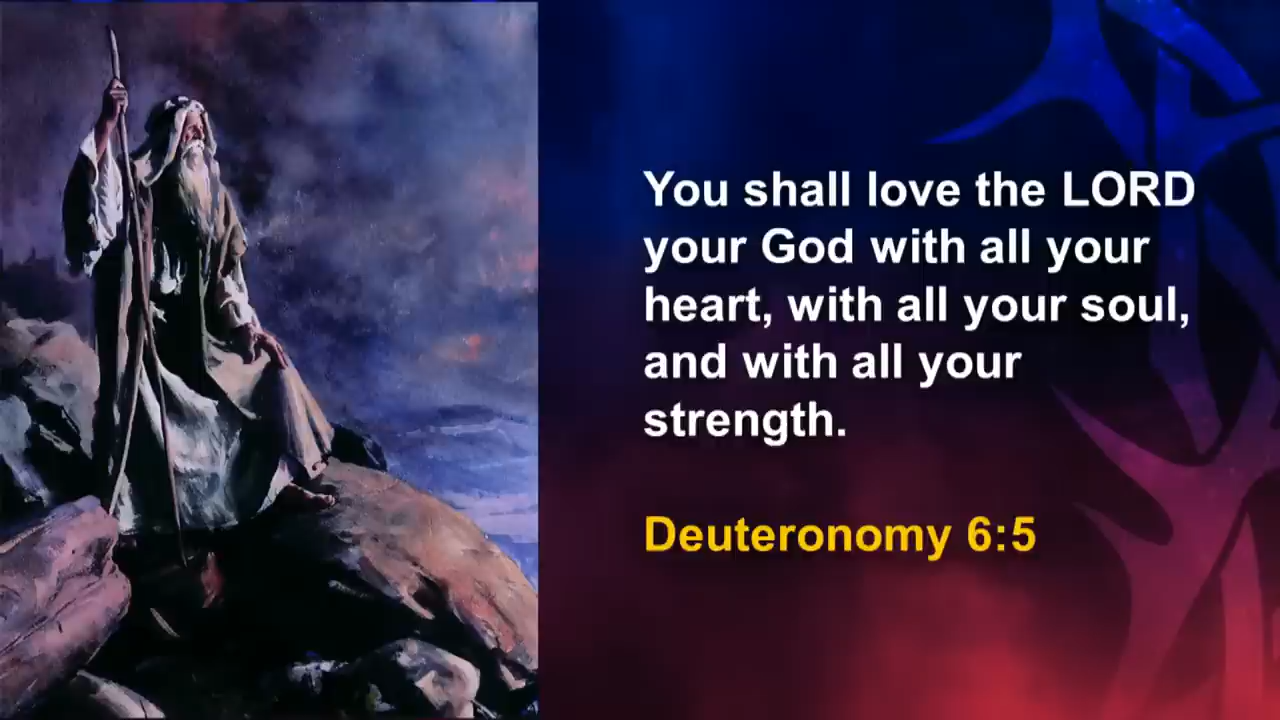 You shall love the LORD
your God with all your
heart, with all your soul,
and with all your
strength.
Deuteronomy 6:5